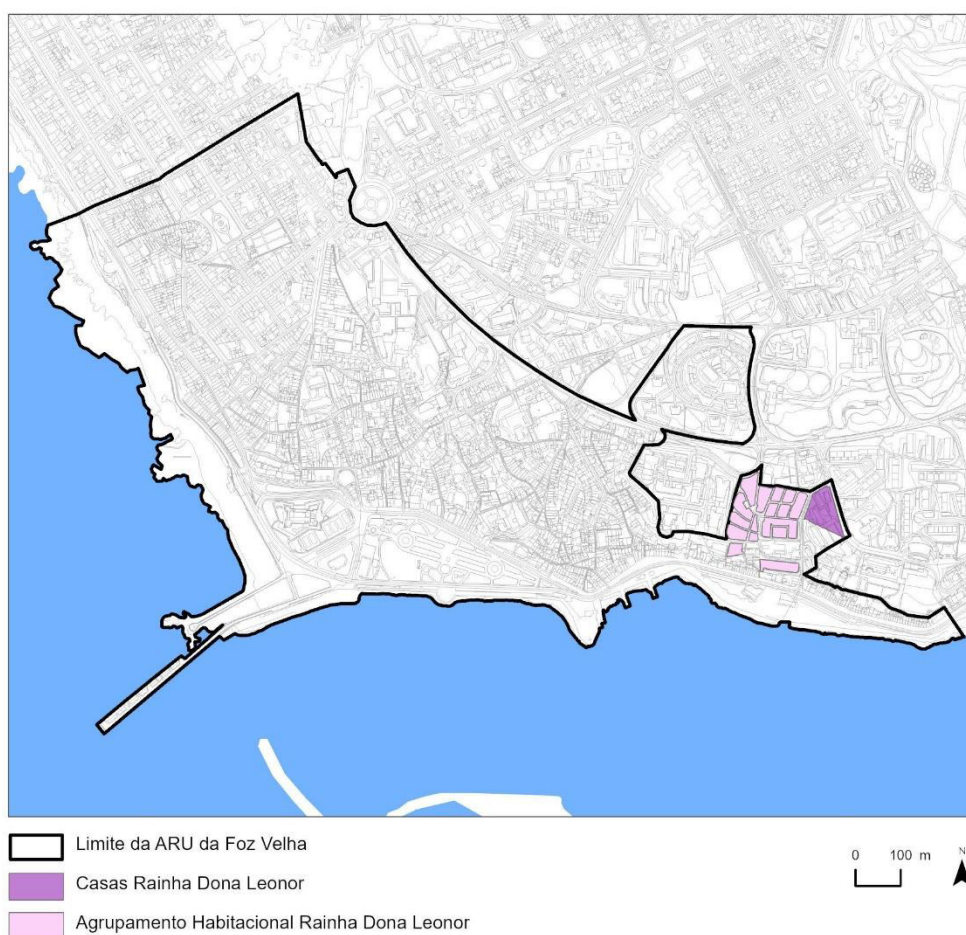 Limite da ARU da Foz Velha
0 100 m
N
Casas Rainha Dona Leonor
Agrupamento Habitacional Rainha Dona Leonor